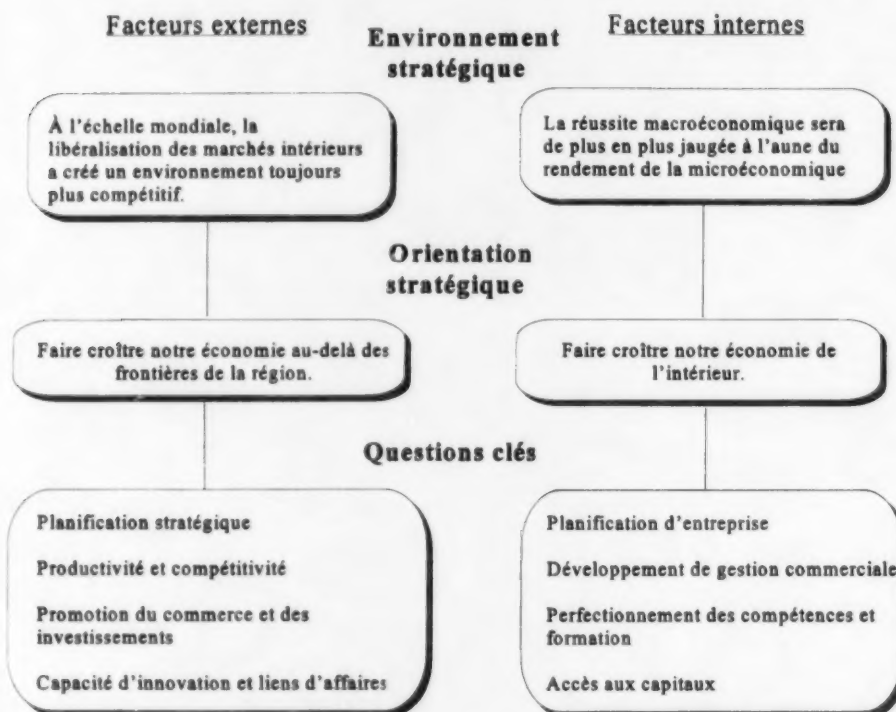 Facteurs externes
Environnement
stratégique
Facteurs internes
À l'échelle mondiale, la
libéralisation des marchés intérieurs
a créé un environnement toujours
plus compétitif.
La réussite macroéconomique sera
de plus en plus jaugée à l'aune du
rendement de la microéconomique
Orientation
stratégique
Faire croître notre économie au-delà des
frontières de la région.
Faire croître notre économie de
l'intérieur.
Questions clés
Planification stratégique
Productivité et compétitivité
Promotion du commerce et des
investissements
Capacité d'innovation et liens d'affaires
Planification d'entreprise
Développement de gestion commerciale
Perfectionnement des compétences et
formation
Accès aux capitaux